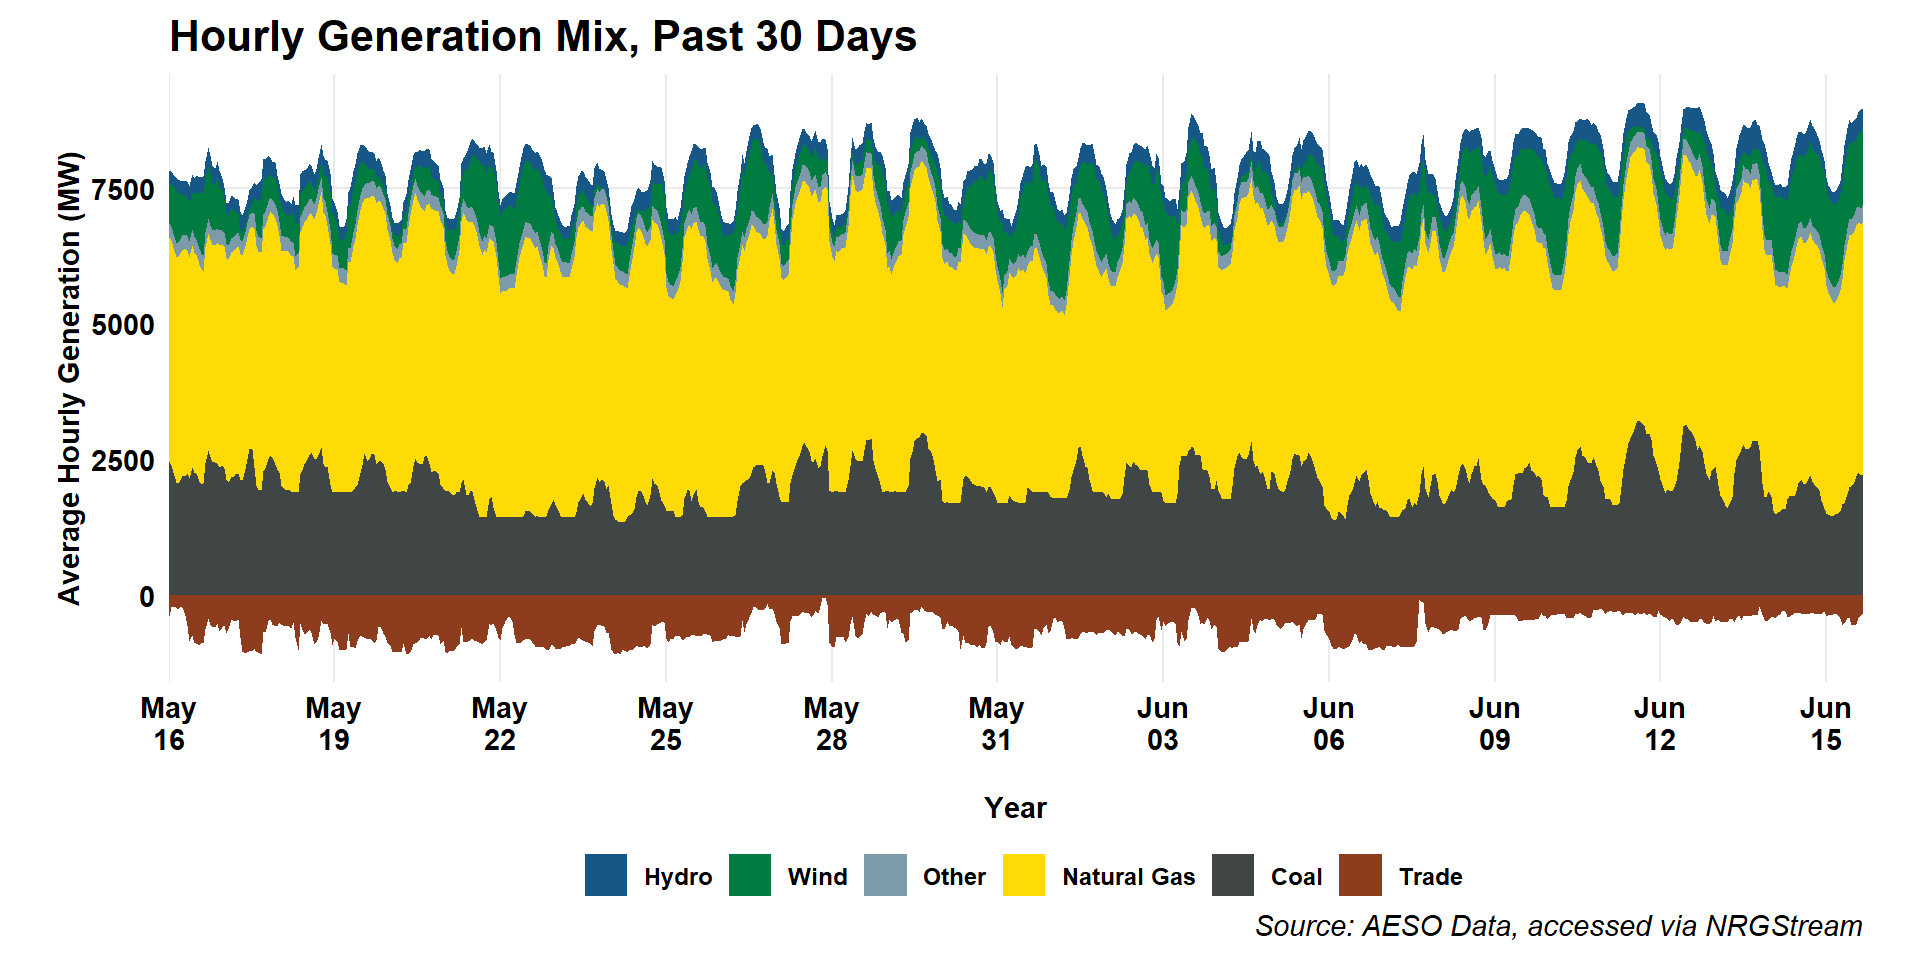 Hourly Generation Mix, Past 30 Days
Average Hourly Generation (MW)
7500
5000
2500
0
May May May May May May Jun Jun Jun Jun Jun
16 19 22 25 28 31 03 06 09 12 15
Year
Hydro Wind Other Natural Gas Coal Trade
Source: AESO Data, accessed via NRGStream